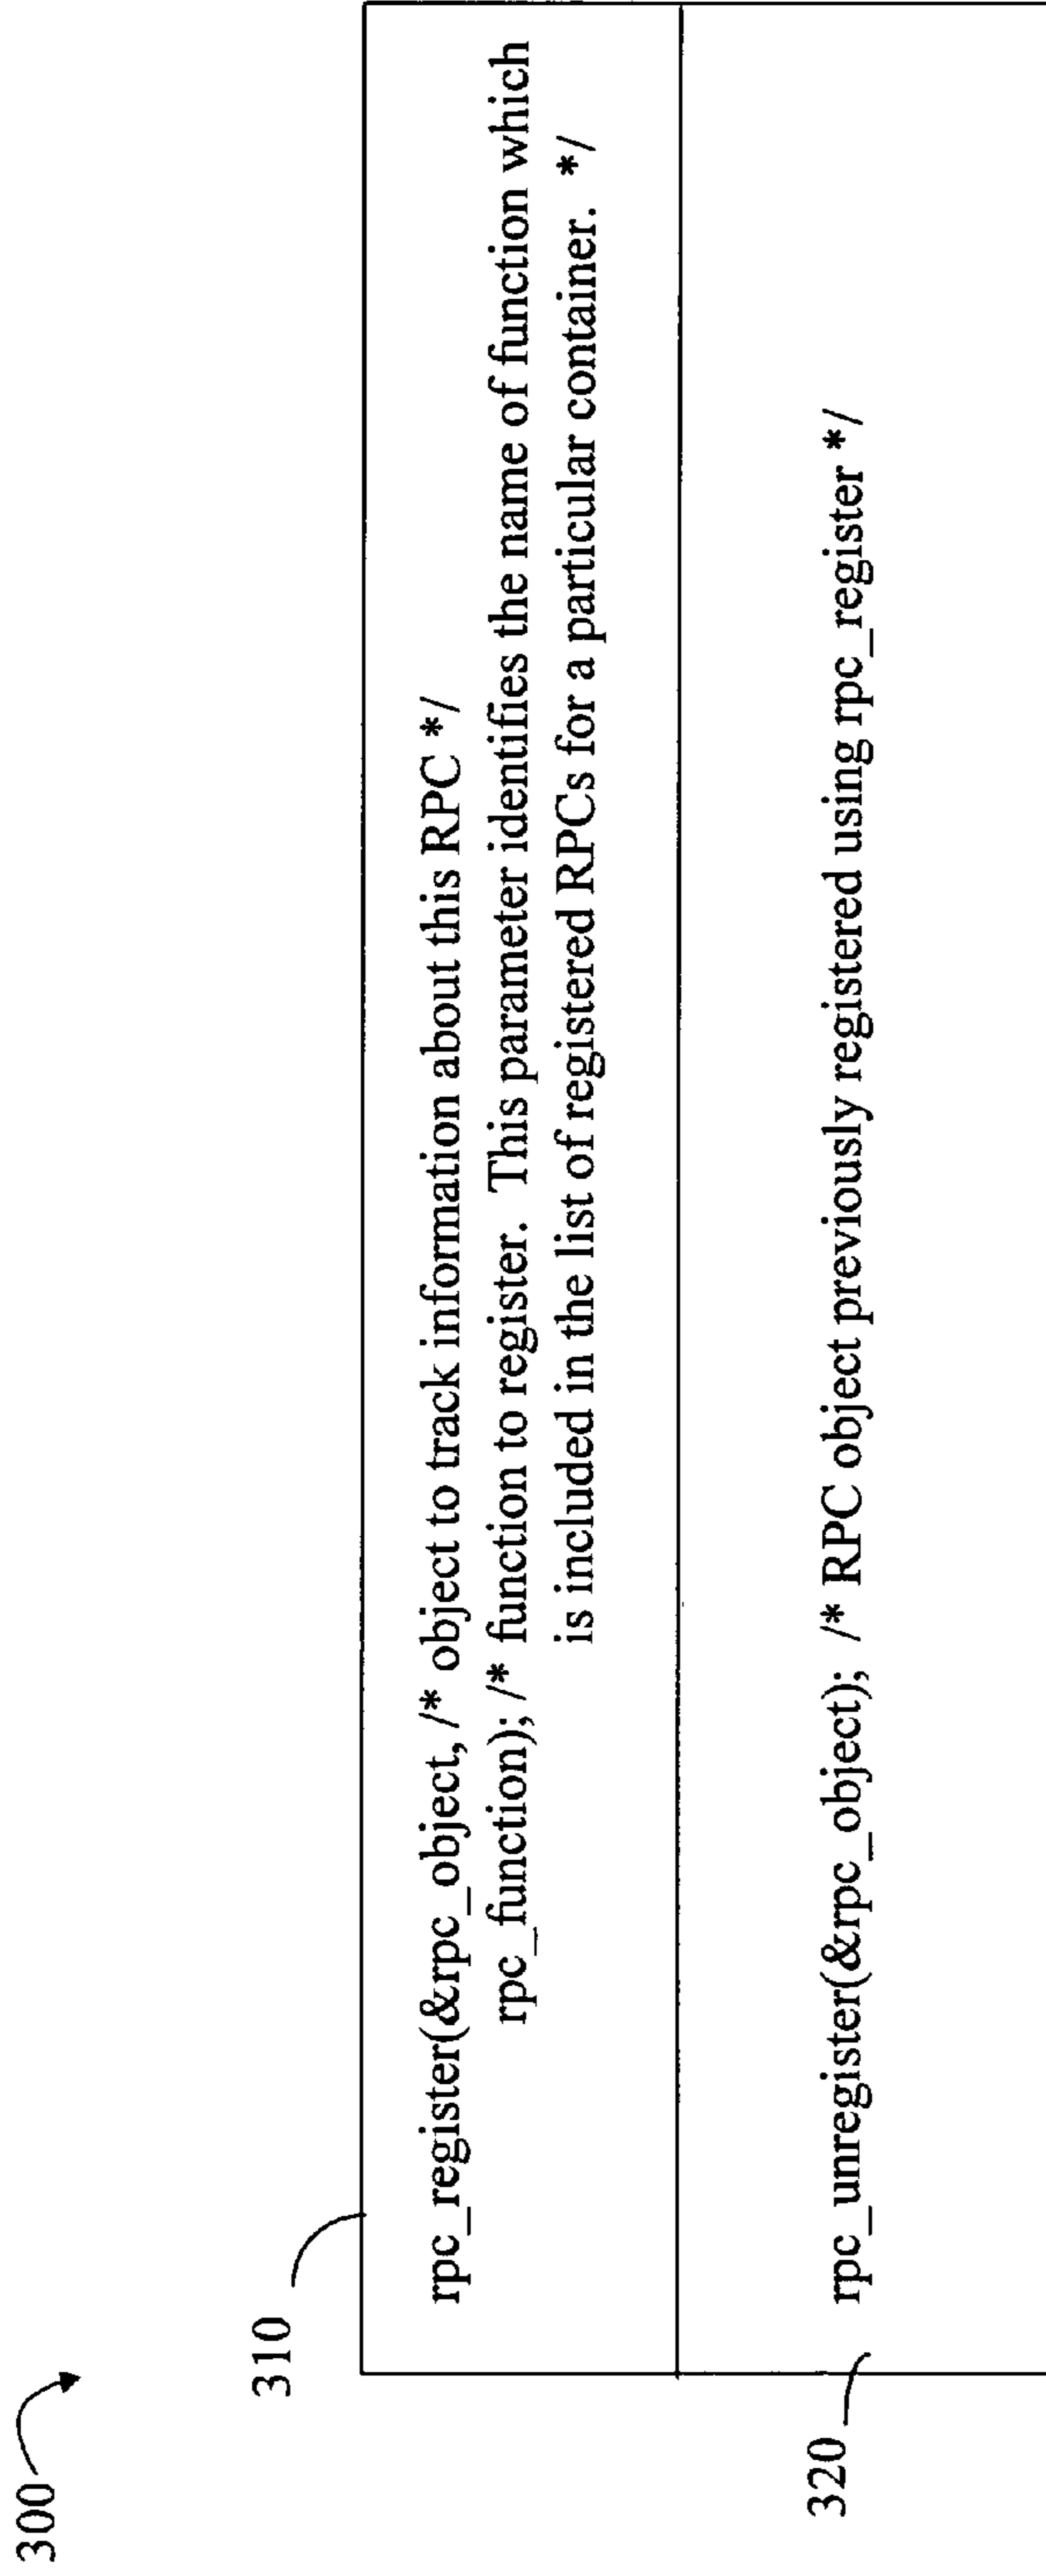 300
310
rpc_register(&rpc_object, /* object to track information about this RPC */
rpc_function); /* function to register. This parameter identifies the name of function which
is included in the list of registered RPCs for a particular container. */
320
rpc_unregister(&rpc_object); /* RPC object previously registered using rpc_register */